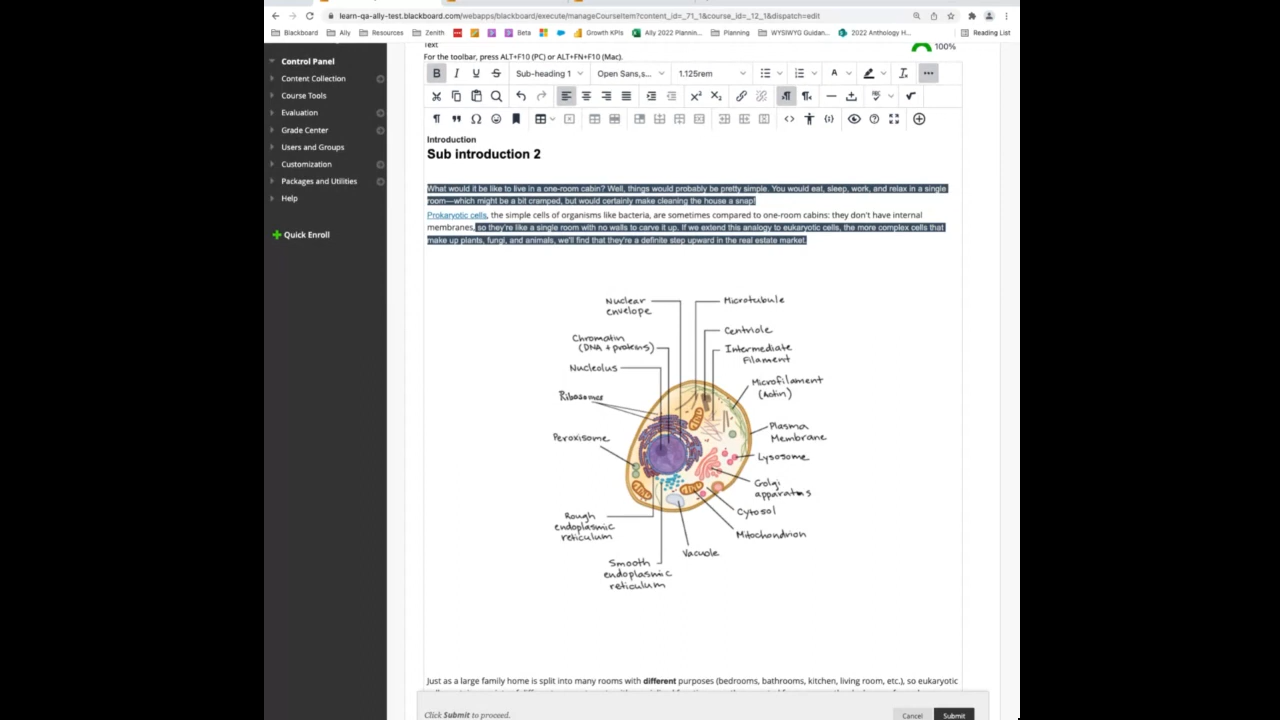 learn-qa-ally-test.blackboard.com/webapps/blackboard/execute/manageCourseItem?content_id=_71_1&course_id=_12_1&dispatch=edit
Blackboard Ally Resources Zenith Beta Growth KPIs Ally 2022 Plannin... Planning WYSIWYG Guidan... 2022 Anthology H... Reading List
Text
100%
For the toolbar, press ALT+F10 (PC) or ALT+FN+F10 (Mac).
Control Panel
Content Collection
Course Tools
Evaluation
Grade Center
Users and Groups
Customization
Packages and Utilities
Help
Quick Enroll
Sub-heading 1 Open Sans,s... 1.125rem
Introduction
Sub introduction 2
What would it be like to live in a one-room cabin? Well, things would probably be pretty simple. You would eat, sleep, work, and relax in a single
room—which might be a bit cramped, but would certainly make cleaning the house a snap!
Prokaryotic cells, the simple cells of organisms like bacteria, are sometimes compared to one-room cabins: they don't have internal
membranes, so they're like a single room with no walls to carve it up. If we extend this analogy to eukaryotic cells, the more complex cells that
make up plants, fungi, and animals, we'll find that they're a definite step upward in the real estate market.
Nuclear
envelope
Chromatin
(DNA + proteins)
Nucleolus
Ribosomes
Peroxisome
Rough
endoplasmic
reticulum
Smooth
endoplasmic
reticulum
Microtubule
Centriole
Intermediate
Filament
Microfilament
(Actin)
Plasma
Membrane
Lysosome
Golgi
apparatus
Cytosol
Mitochondrion
Vacuole
Just as a large family home is split into many rooms with different purposes (bedrooms, bathrooms, kitchen, living room, etc.), so eukaryotic
Click Submit to proceed.
Cancel Submit